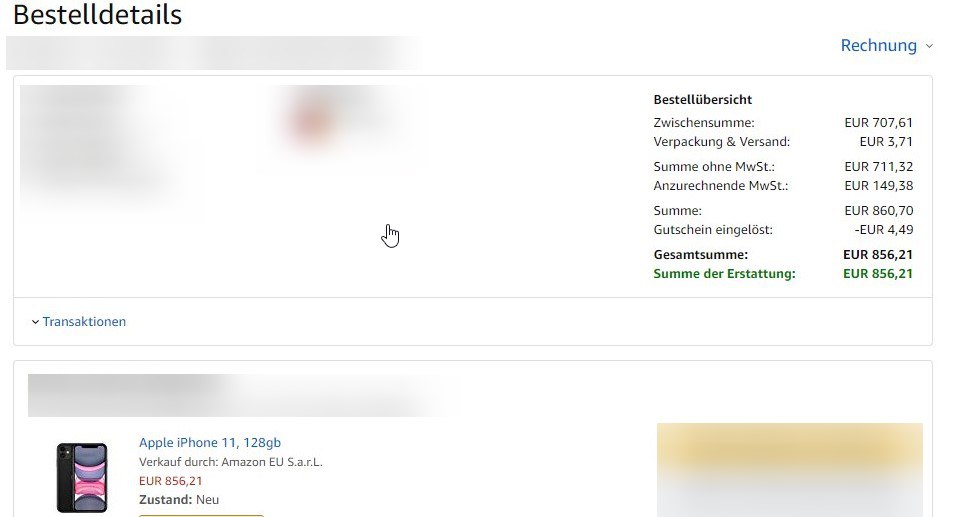 Bestelldetails
Rechnung
Bestellübersicht
Zwischensumme: EUR 707,61
Verpackung & Versand: EUR 3,71
Summe ohne MwSt.: EUR 711,32
Anzurechnende MwSt.: EUR 149,38
Summe: EUR 860,70
Gutschein eingelöst: -EUR 4,49
Gesamtsumme: EUR 856,21
Summe der Erstattung: EUR 856,21
Transaktionen
Apple iPhone 11, 128gb
Verkauf durch: Amazon EU S.a.r.L.
EUR 856,21
Zustand: Neu